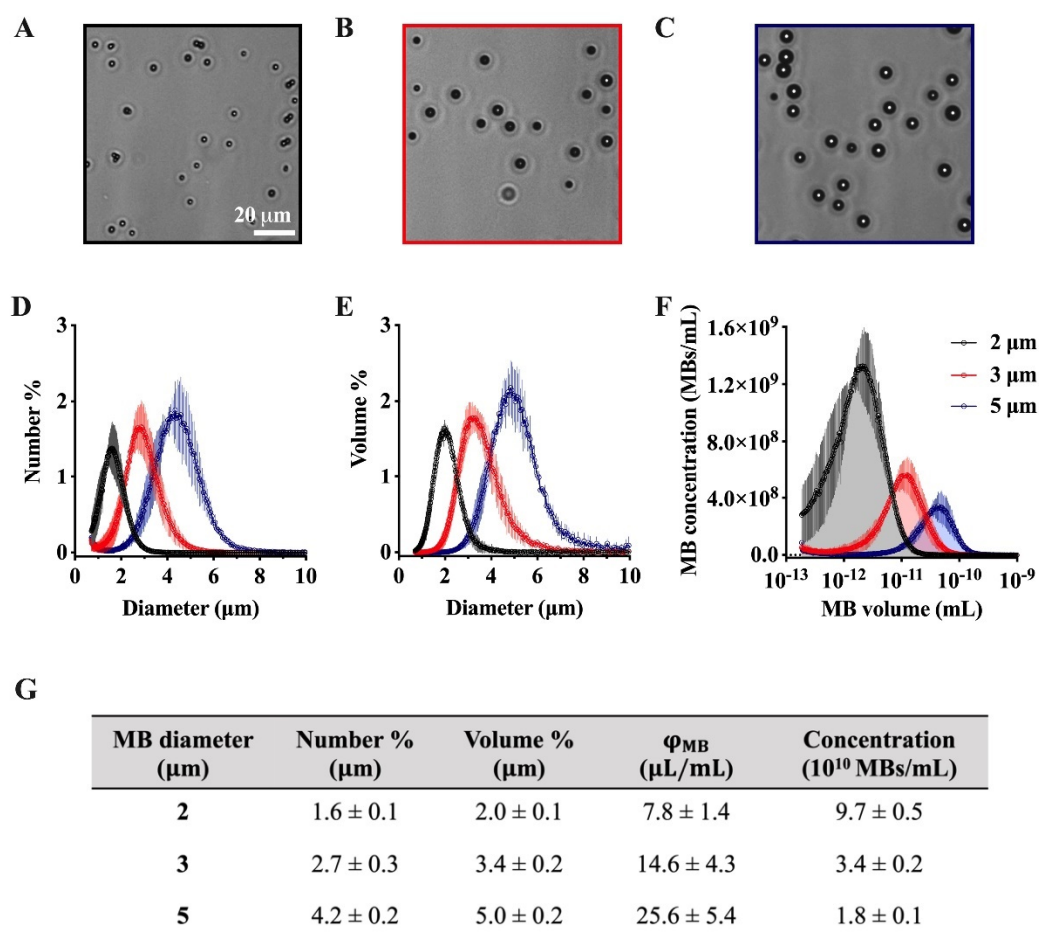 A
B
C
20 μm
D
E
F
3
2
1
0
Number %
0 2 4 6 8 10
Diameter (μm)
3
2
1
0
Volume %
0 2 4 6 8 10
Diameter (μm)
1.6×10⁹
1.2×10⁹
8.0×10⁸
4.0×10⁸
0.0
MB concentration (MBs/mL)
10⁻¹³ 10⁻¹² 10⁻¹¹ 10⁻¹⁰ 10⁻⁹
MB volume (mL)
2 μm
3 μm
5 μm
G
MB diameter Number % Volume % φMB Concentration
(μm) (μm) (μm) (μL/mL) (10¹⁰ MBs/mL)
2 1.6 ± 0.1 2.0 ± 0.1 7.8 ± 1.4 9.7 ± 0.5
3 2.7 ± 0.3 3.4 ± 0.2 14.6 ± 4.3 3.4 ± 0.2
5 4.2 ± 0.2 5.0 ± 0.2 25.6 ± 5.4 1.8 ± 0.1